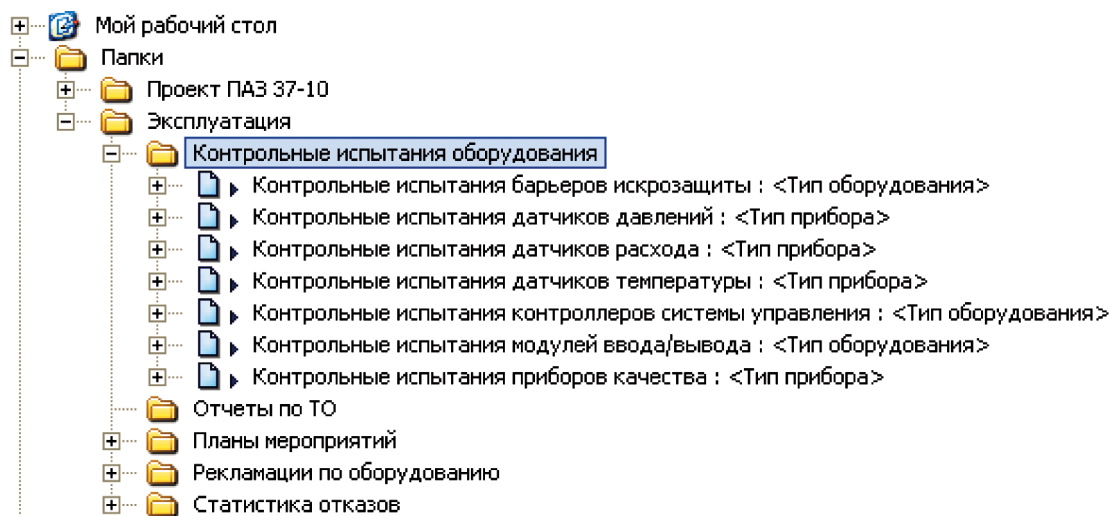 Мой рабочий стол
Папки
Проект ПАЗ 37-10
Эксплуатация
Контрольные испытания оборудования
Контрольные испытания барьеров искрозащиты : <Тип оборудования>
Контрольные испытания датчиков давлений : <Тип прибора>
Контрольные испытания датчиков расхода : <Тип прибора>
Контрольные испытания датчиков температуры : <Тип прибора>
Контрольные испытания контроллеров системы управления : <Тип оборудования>
Контрольные испытания модулей ввода/вывода : <Тип оборудования>
Контрольные испытания приборов качества : <Тип прибора>
Отчеты по ТО
Планы мероприятий
Рекламации по оборудованию
Статистика отказов